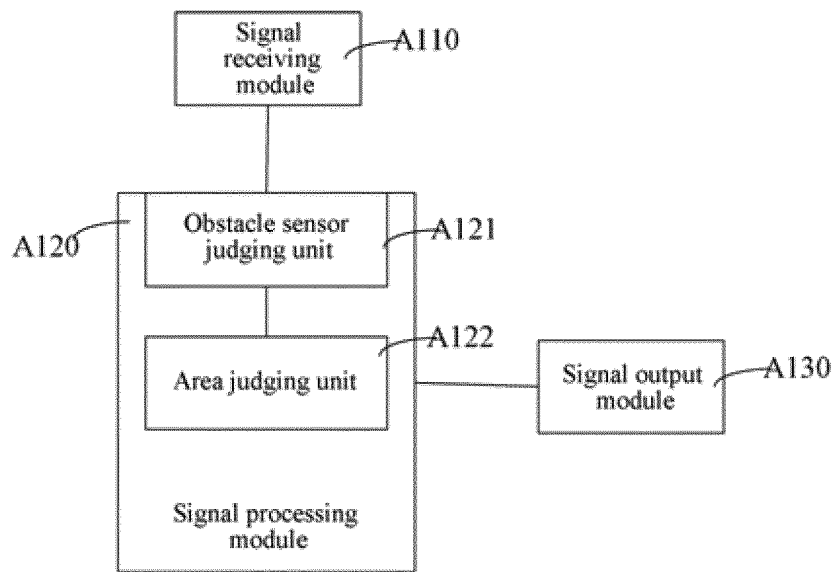 Signal
receiving
module
A110
A120
Obstacle sensor
judging unit
A121
Area judging unit
A122
Signal processing
module
Signal output
module
A130